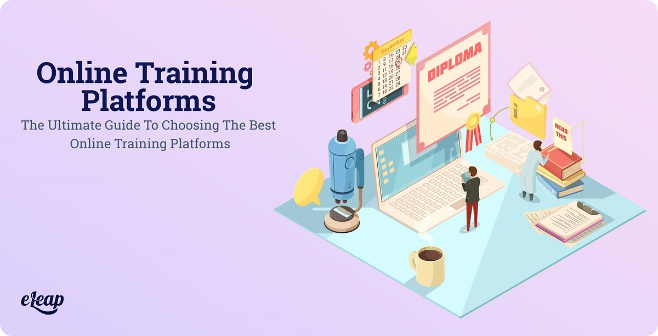 Online Training
Platforms
The Ultimate Guide To Choosing The Best
Online Training Platforms
DIPLOMA
READ
THIS
eLeap